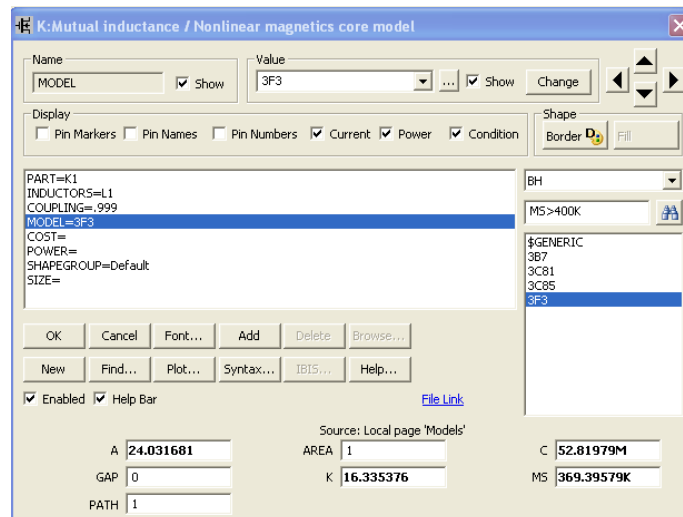 K:Mutual inductance / Nonlinear magnetics core model
Name
MODEL Show
Value
3F3 ... Show Change
Display
Pin Markers Pin Names Pin Numbers Current Power Condition
Shape
Border Fill
PART=K1
INDUCTORS=L1
COUPLING=.999
MODEL=3F3
COST=
POWER=
SHAPEGROUP=Default
SIZE=
BH
MS>400K
$GENERIC
3B7
3C81
3C85
3F3
OK Cancel Font... Add Delete Browse...
New Find... Plot... Syntax... IBIS... Help...
Enabled Help Bar File Link
Source: Local page 'Models'
A 24.031681 AREA 1 C 52.81979M
GAP 0 K 16.335376 MS 369.39579K
PATH 1